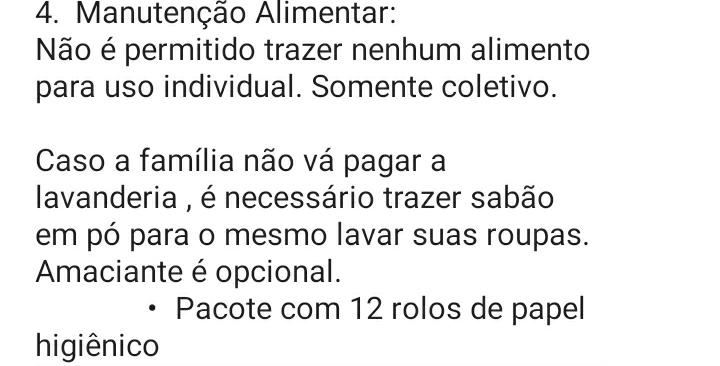 4. Manutenção Alimentar:
Não é permitido trazer nenhum alimento
para uso individual. Somente coletivo.
Caso a família não vá pagar a
lavanderia , é necessário trazer sabão
em pó para o mesmo lavar suas roupas.
Amaciante é opcional.
• Pacote com 12 rolos de papel
higiênico